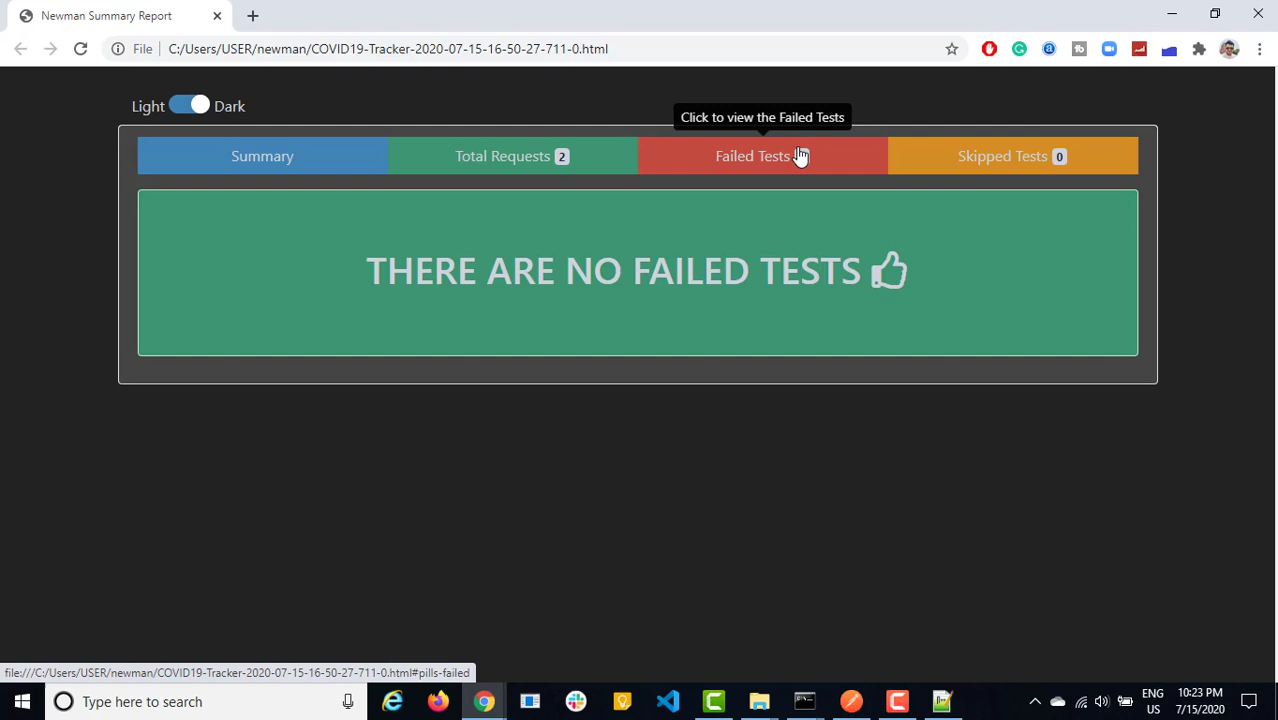 Newman Summary Report
File
C:/Users/USER/newman/COVID19-Tracker-2020-07-15-16-50-27-711-0.html
Light Dark
Click to view the Failed Tests
Summary
Total Requests 2
Failed Tests
Skipped Tests 0
THERE ARE NO FAILED TESTS
file:///C:/Users/USER/newman/COVID19-Tracker-2020-07-15-16-50-27-711-0.html#pills-failed
Type here to search
ENG
US
10:23 PM
7/15/2020